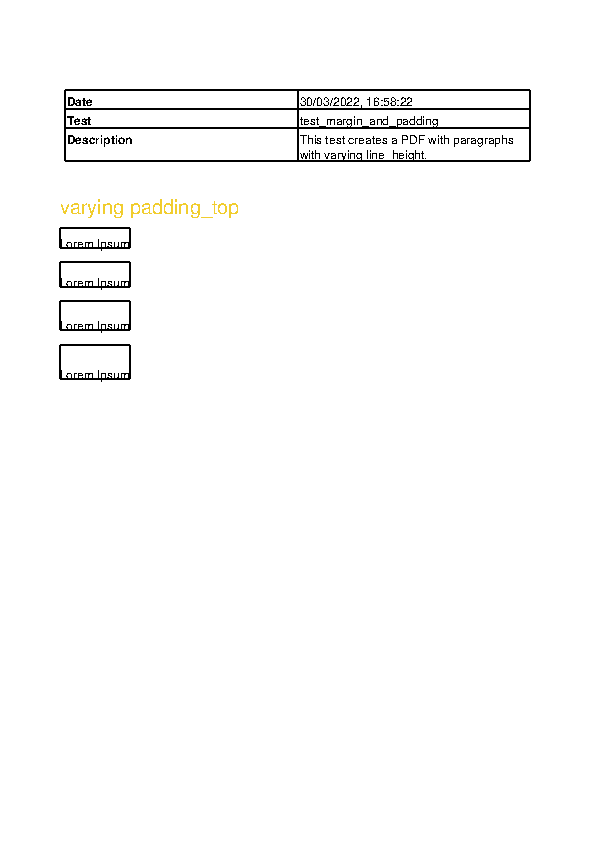 Date 30/03/2022, 16:58:22
Test test_margin_and_padding
Description This test creates a PDF with paragraphs
with varying line_height.
varying padding_top
Lorem Ipsum
Lorem Ipsum
Lorem Ipsum
Lorem Ipsum